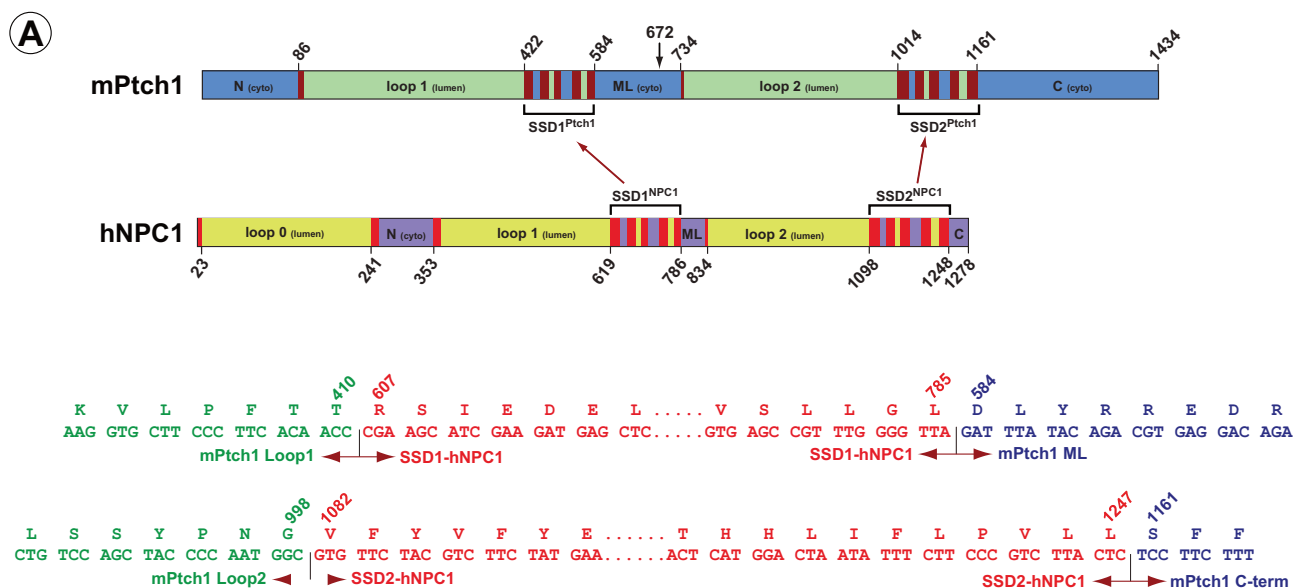 A
672
86 422 584 734 1014 1161 1434
mPtch1 N (cyto) loop 1 (lumen) ML (cyto) loop 2 (lumen) C (cyto)
SSD1Ptch1 SSD2Ptch1
SSD1NPC1 SSD2NPC1
hNPC1 loop 0 (lumen) N (cyto) loop 1 (lumen) ML loop 2 (lumen) C
23 241 353 619 786 834 1098 1248 1278
410 607 785 584
K V L P F T T R S I E D E L ..... V S L L G L D L Y R R E D R
AAG GTG CTT CCC TTC ACA ACC CGA AGC ATC GAA GAT GAG CTC.....GTG AGC CGT TTG GGG TTA GAT TTA TAC AGA CGT GAG GAC AGA
mPtch1 Loop1 SSD1-hNPC1 SSD1-hNPC1 mPtch1 ML
998 1082 1247 1161
L S S Y P N G V F Y V F Y E ...... T H H L I F L P V L L S F F
CTG TCC AGC TAC CCC AAT GGC GTG TTC TAC GTC TTC TAT GAA......ACT CAT GGA CTA ATA TTT CTT CCC GTC TTA CTC TCC TTC TTT
mPtch1 Loop2 SSD2-hNPC1 SSD2-hNPC1 mPtch1 C-term